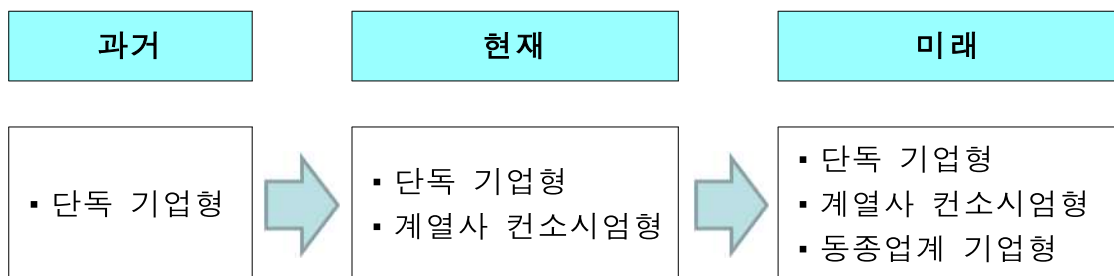 과거
현재
미래
▪ 단독 기업형
▪ 단독 기업형
▪ 계열사 컨소시엄형
▪ 단독 기업형
▪ 계열사 컨소시엄형
▪ 동종업계 기업형